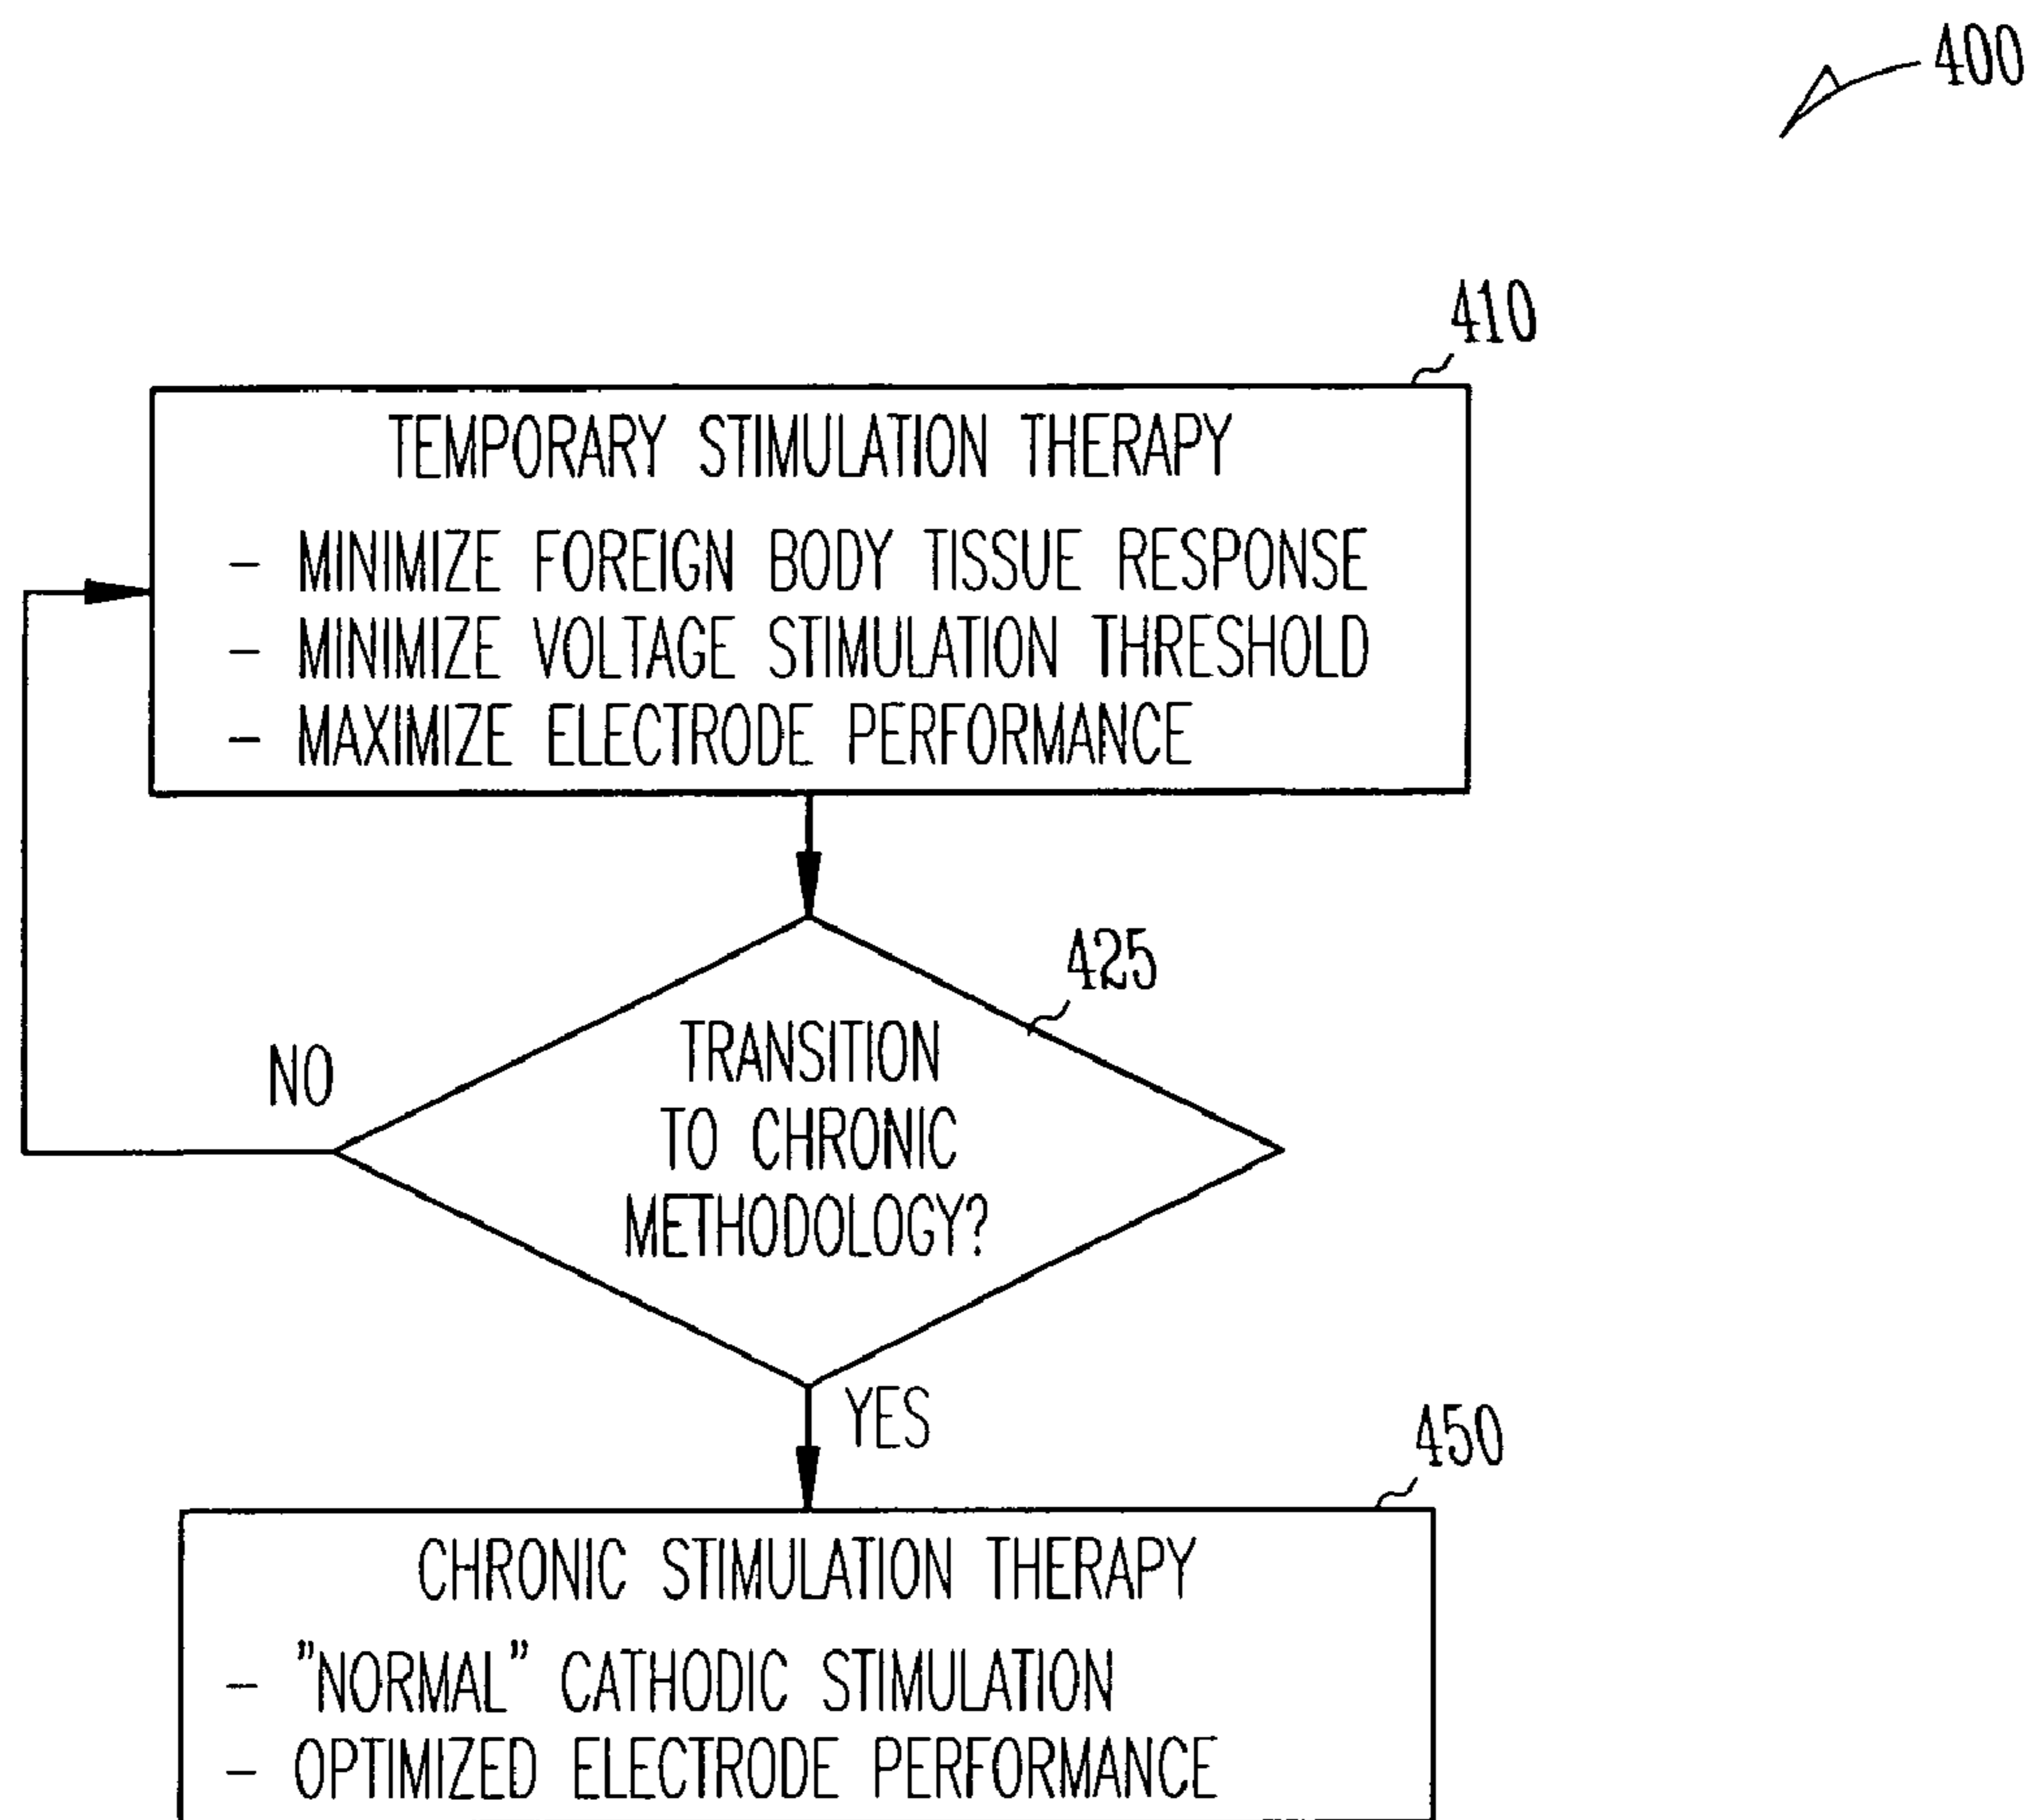 400
410
TEMPORARY STIMULATION THERAPY
- MINIMIZE FOREIGN BODY TISSUE RESPONSE
- MINIMIZE VOLTAGE STIMULATION THRESHOLD
- MAXIMIZE ELECTRODE PERFORMANCE
425
TRANSITION
TO CHRONIC
METHODOLOGY?
NO
YES
450
CHRONIC STIMULATION THERAPY
- "NORMAL" CATHODIC STIMULATION
- OPTIMIZED ELECTRODE PERFORMANCE